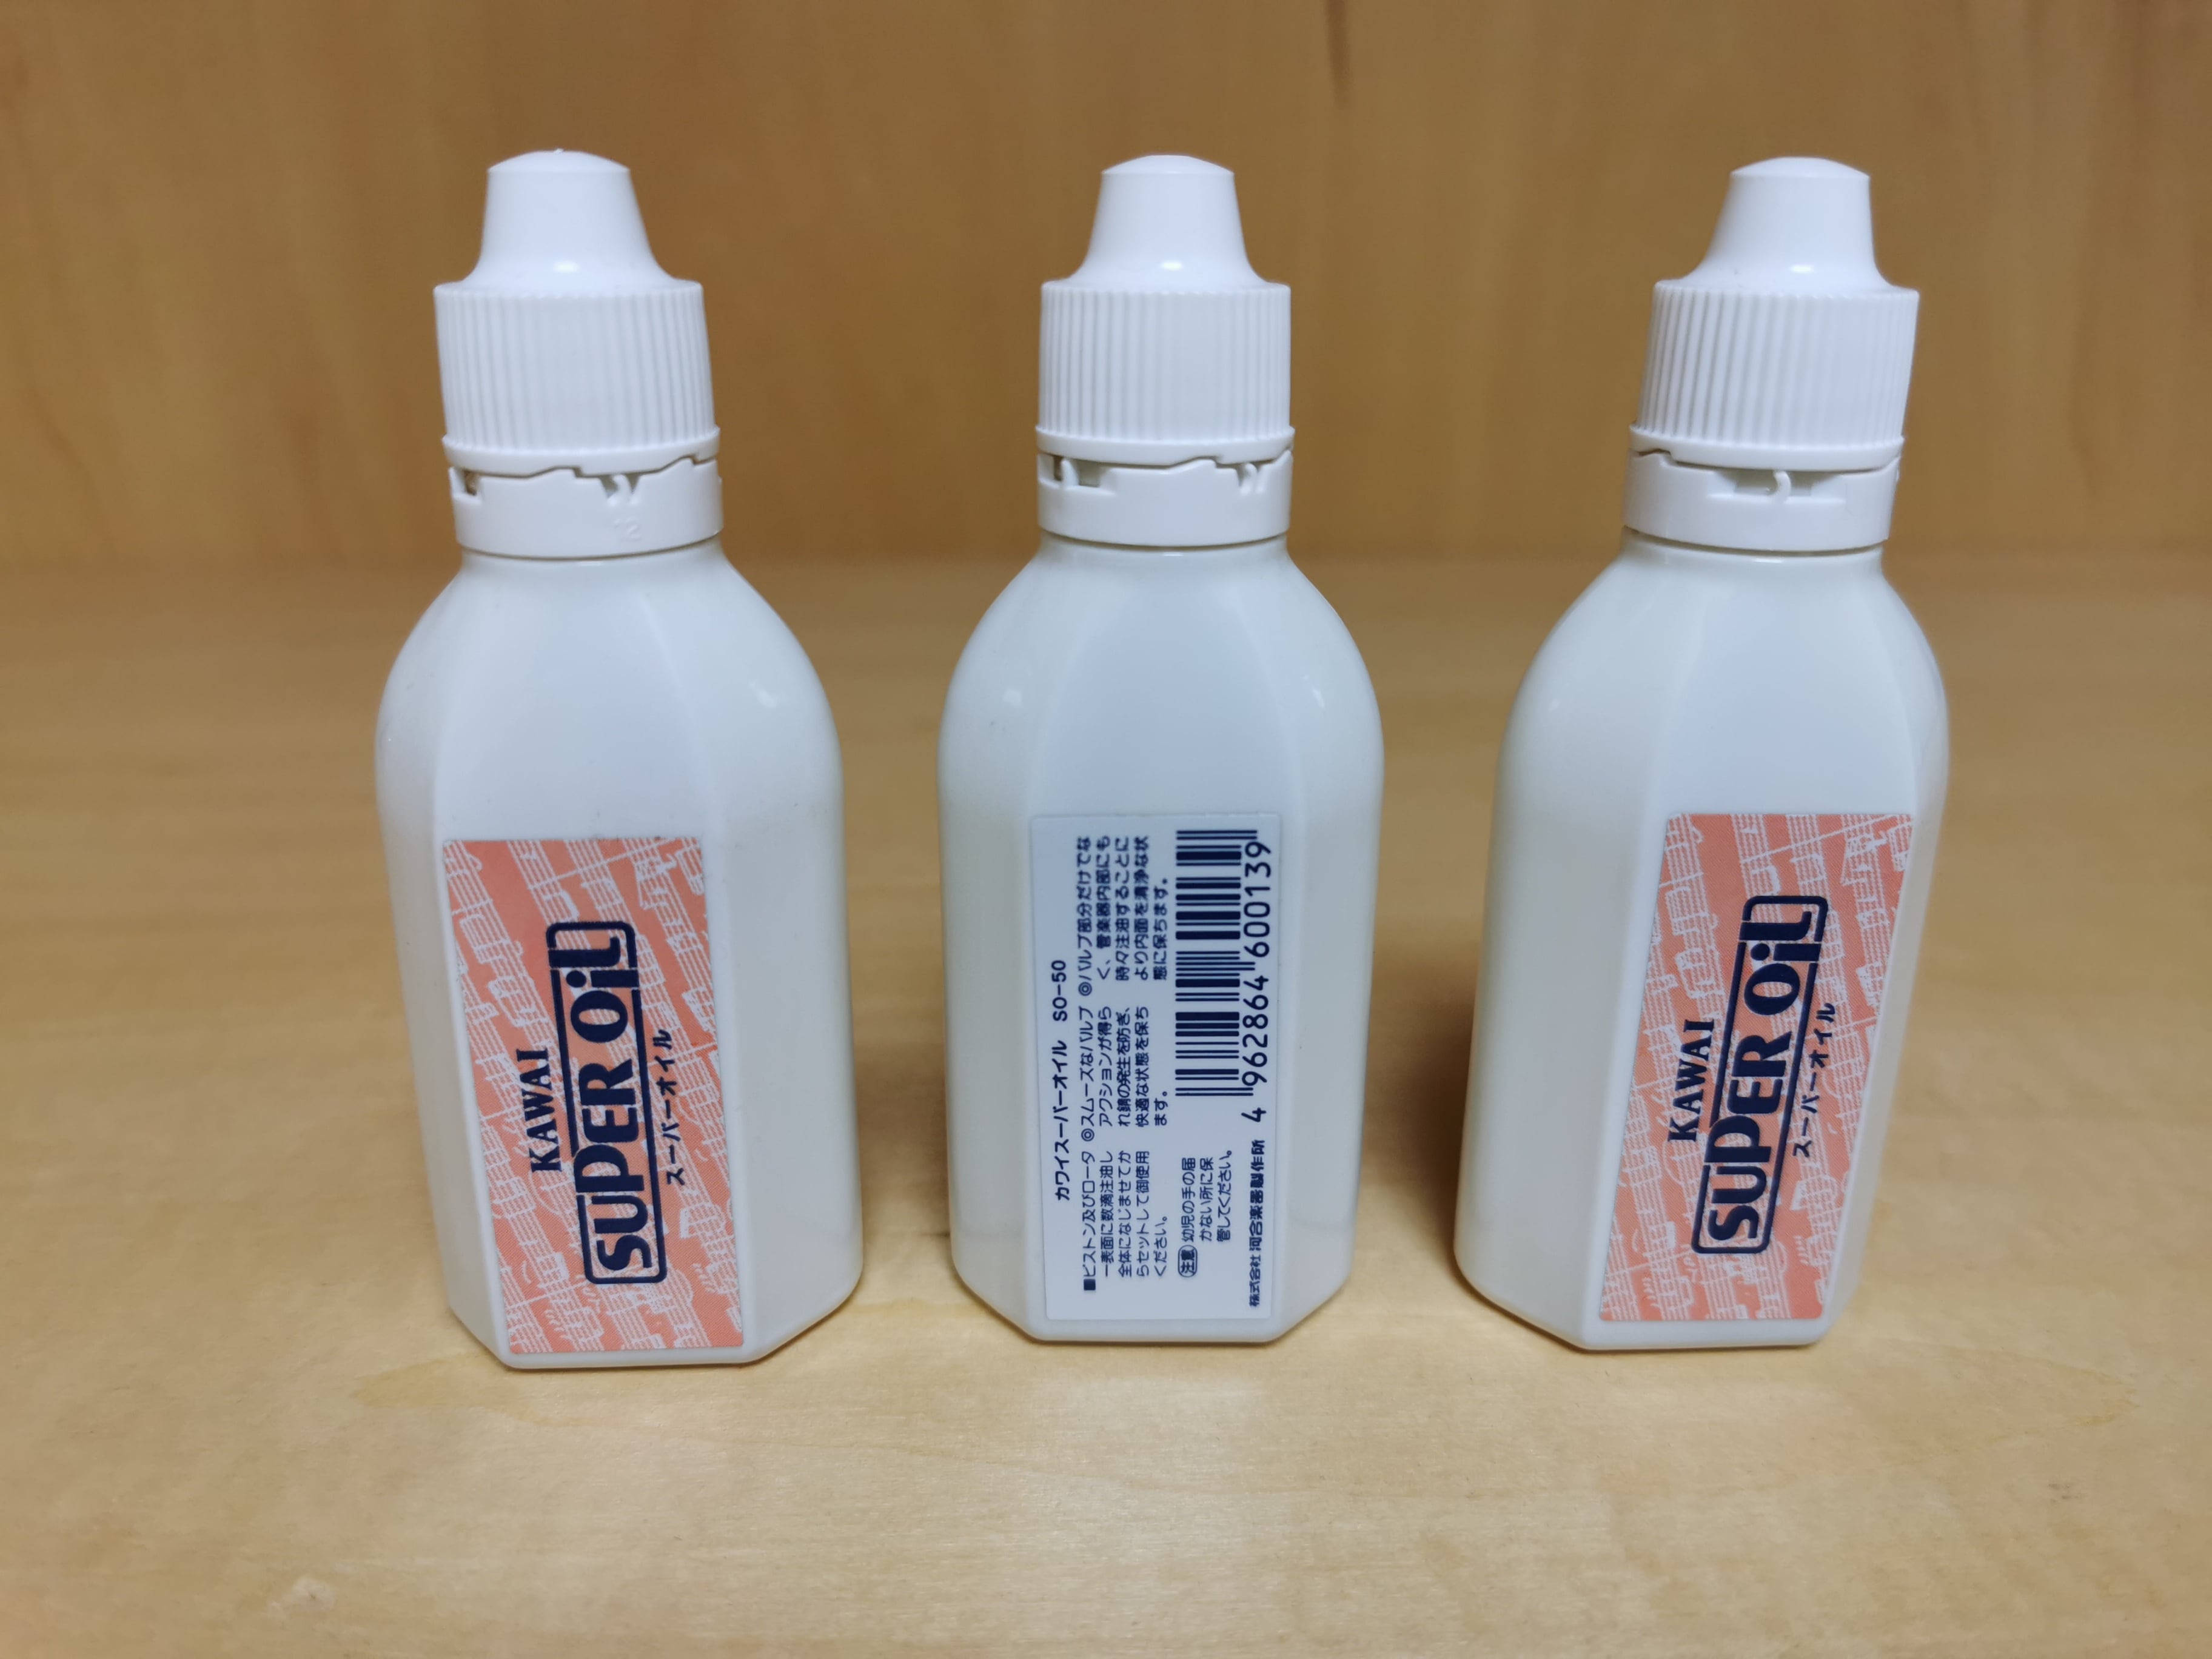 KAWAI
SUPER OiL
スーパーオイル
カワイスーパーオイル SO-50
■ピストン及びロータ
ー表面に数滴注油し
全体になじませてか
らセットして御使用
ください。
◎スムーズなバルブ
アクションが得ら
れ錆の発生を防ぎ、
快適な状態を保ち
ます。
◎バルブ部分だけでな
く、管楽器内部にも
時々注油することに
より内面を清浄な状
態に保ちます。
注意 幼児の手の届
かない所に保
管してください。
株式会社 河合楽器製作所
4 962864 600139
KAWAI
SUPER OiL
スーパーオイル
12